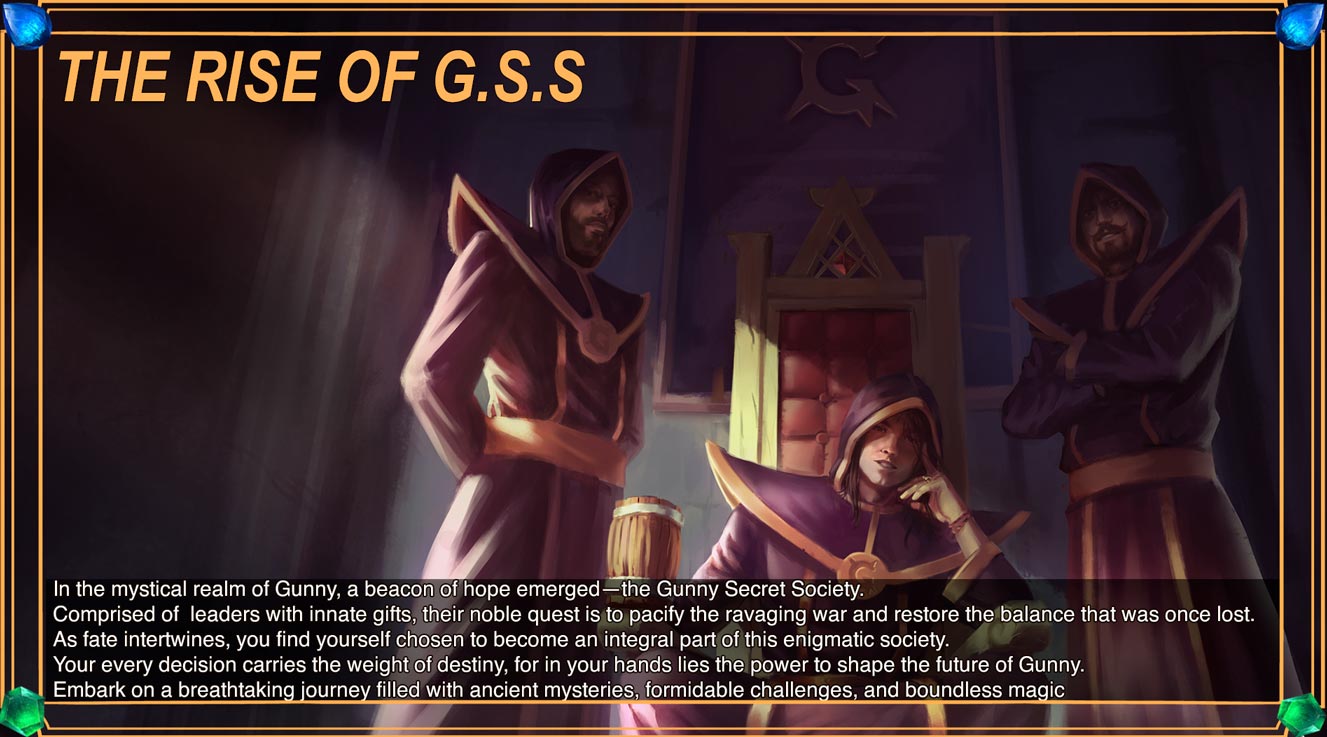 THE RISE OF G.S.S
G
In the mystical realm of Gunny, a beacon of hope emerged—the Gunny Secret Society.
Comprised of  leaders with innate gifts, their noble quest is to pacify the ravaging war and restore the balance that was once lost.
As fate intertwines, you find yourself chosen to become an integral part of this enigmatic society.
Your every decision carries the weight of destiny, for in your hands lies the power to shape the future of Gunny.
Embark on a breathtaking journey filled with ancient mysteries, formidable challenges, and boundless magic